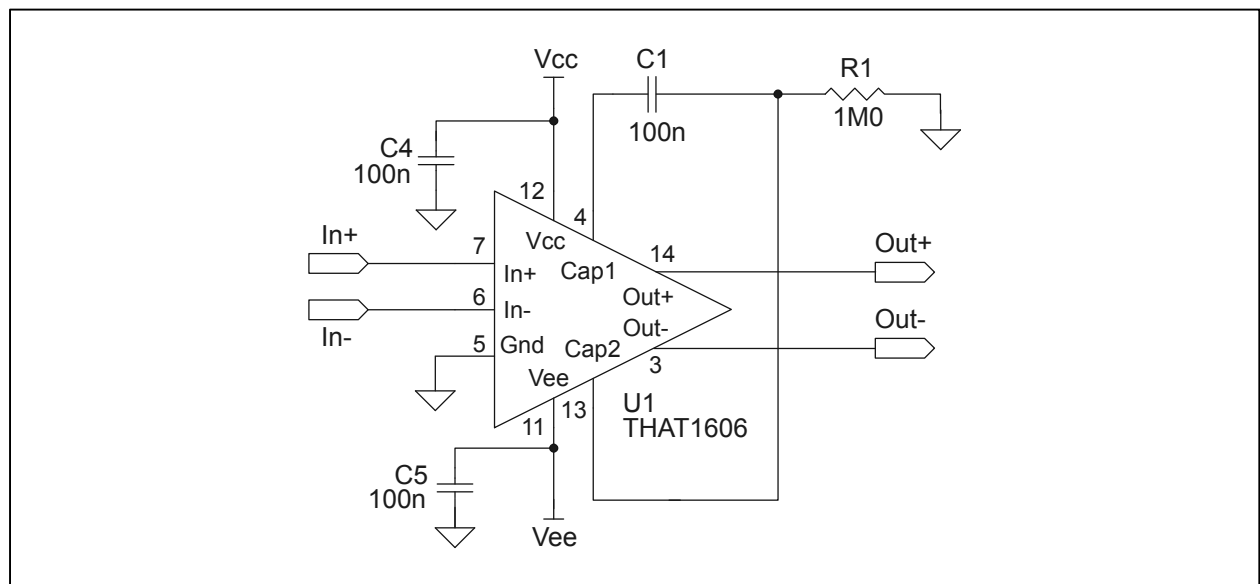 Vcc
C1
R1
100n
1M0
C4
100n
12
4
In+
7
Vcc
14
Out+
In+
Cap1
6
In-
Out+
In-
Out-
Out-
5
Gnd
Cap2
3
Vee
13
U1
11
THAT1606
C5
100n
Vee